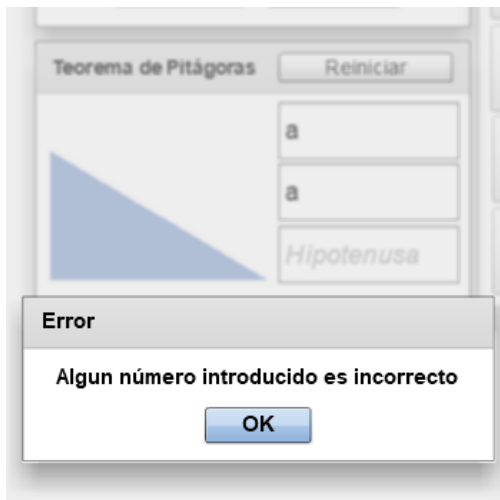 Teorema de Pitágoras
Reiniciar
a
a
Hipotenusa
Error
Algun número introducido es incorrecto
OK